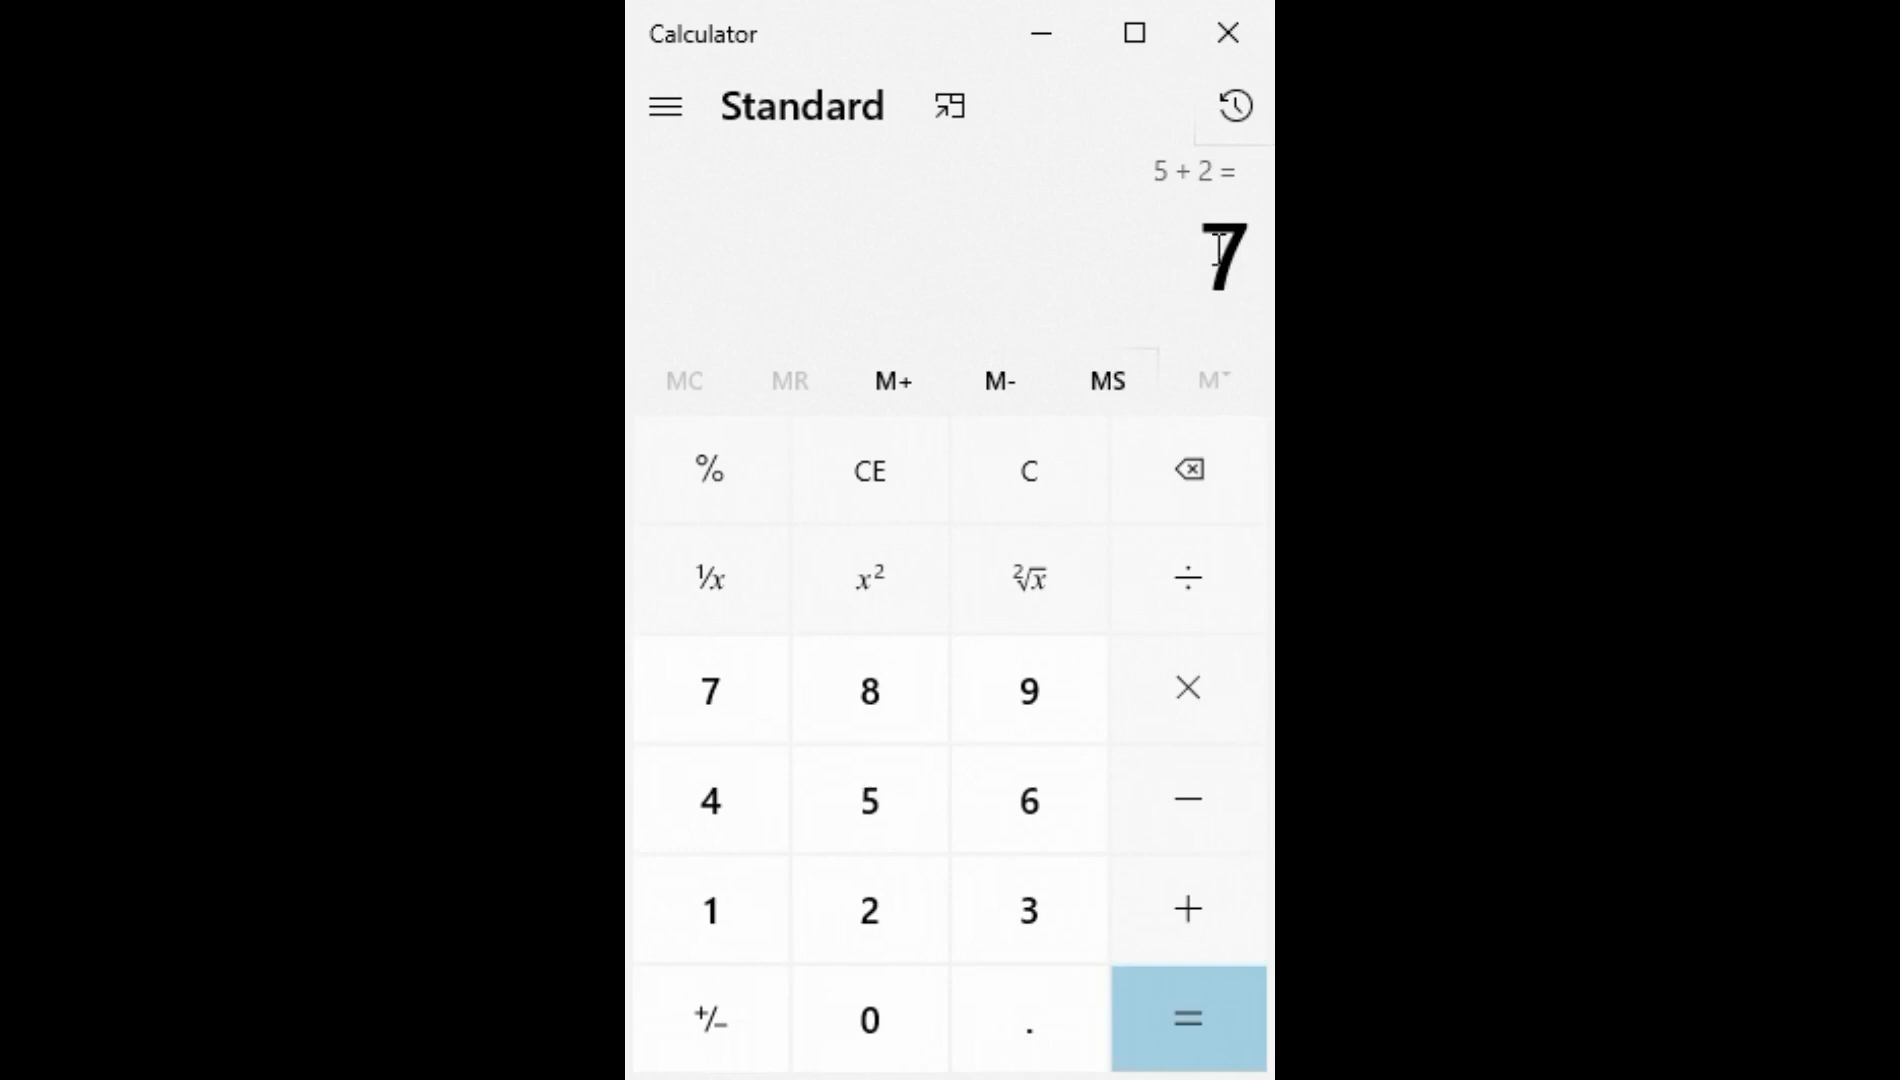 Calculator
Standard
5 + 2 =
7
MC MR M+ M- MS M˅
% CE C
¹/x x² ²√x ÷
7 8 9 ×
4 5 6 −
1 2 3 +
+/− 0 . =